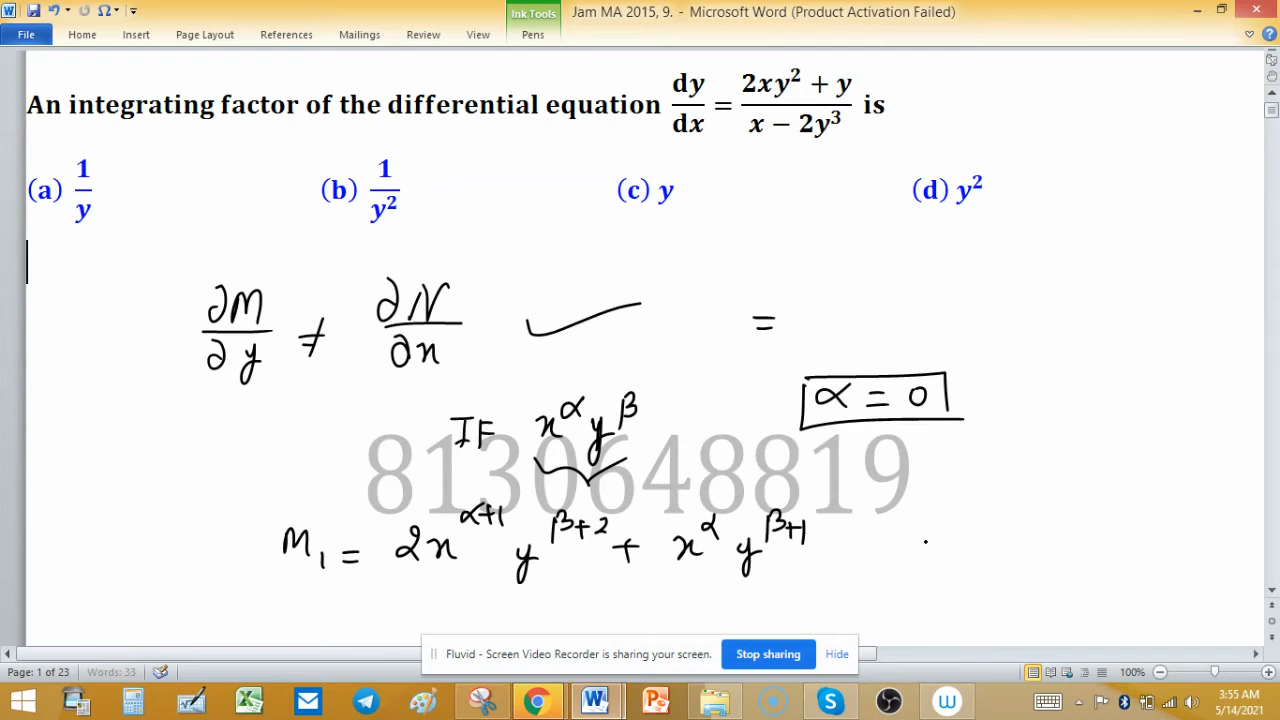 Ink Tools
Jam MA 2015, 9. - Microsoft Word (Product Activation Failed)
File Home Insert Page Layout References Mailings Review View Pens
An integrating factor of the differential equation dy/dx = (2xy² + y)/(x − 2y³) is
(a) 1/y (b) 1/y² (c) y (d) y²
∂M/∂y ≠ ∂N/∂x =
α = 0
IF x^α y^β
8130648819
M₁ = 2x^(α+1) y^(β+2) + x^α y^(β+1)
Fluvid - Screen Video Recorder is sharing your screen. Stop sharing Hide
Page: 1 of 23 Words: 33 100%
3:55 AM
5/14/2021